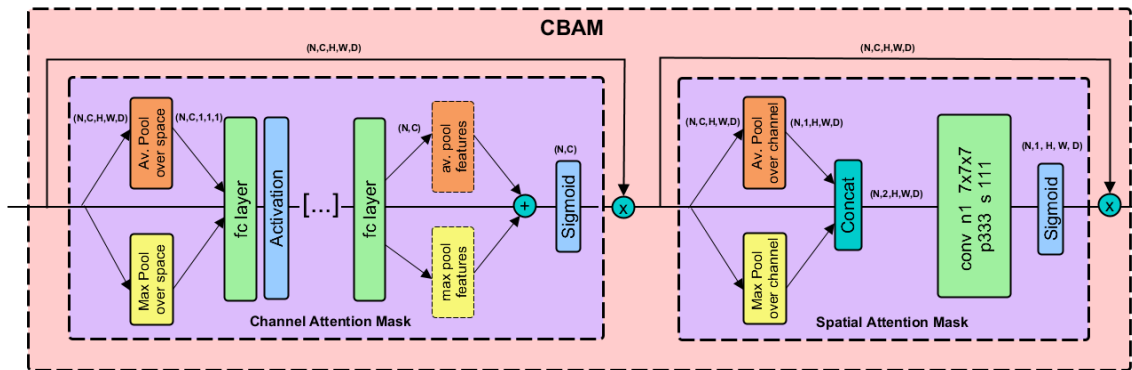 CBAM
(N,C,H,W,D)
(N,C,H,W,D)
(N,C,H,W,D)
(N,C,1,1,1)
Av. Pool
over space
Max Pool
over space
fc layer
Activation
[...]
fc layer
(N,C)
av. pool
features
max pool
features
+
(N,C)
Sigmoid
x
Channel Attention Mask
(N,C,H,W,D)
(N,1,H,W,D)
Av. Pool
over channel
Max Pool
over channel
Concat
(N,2,H,W,D)
conv n1 7x7x7
p333 s 111
(N,1, H, W, D)
Sigmoid
x
Spatial Attention Mask